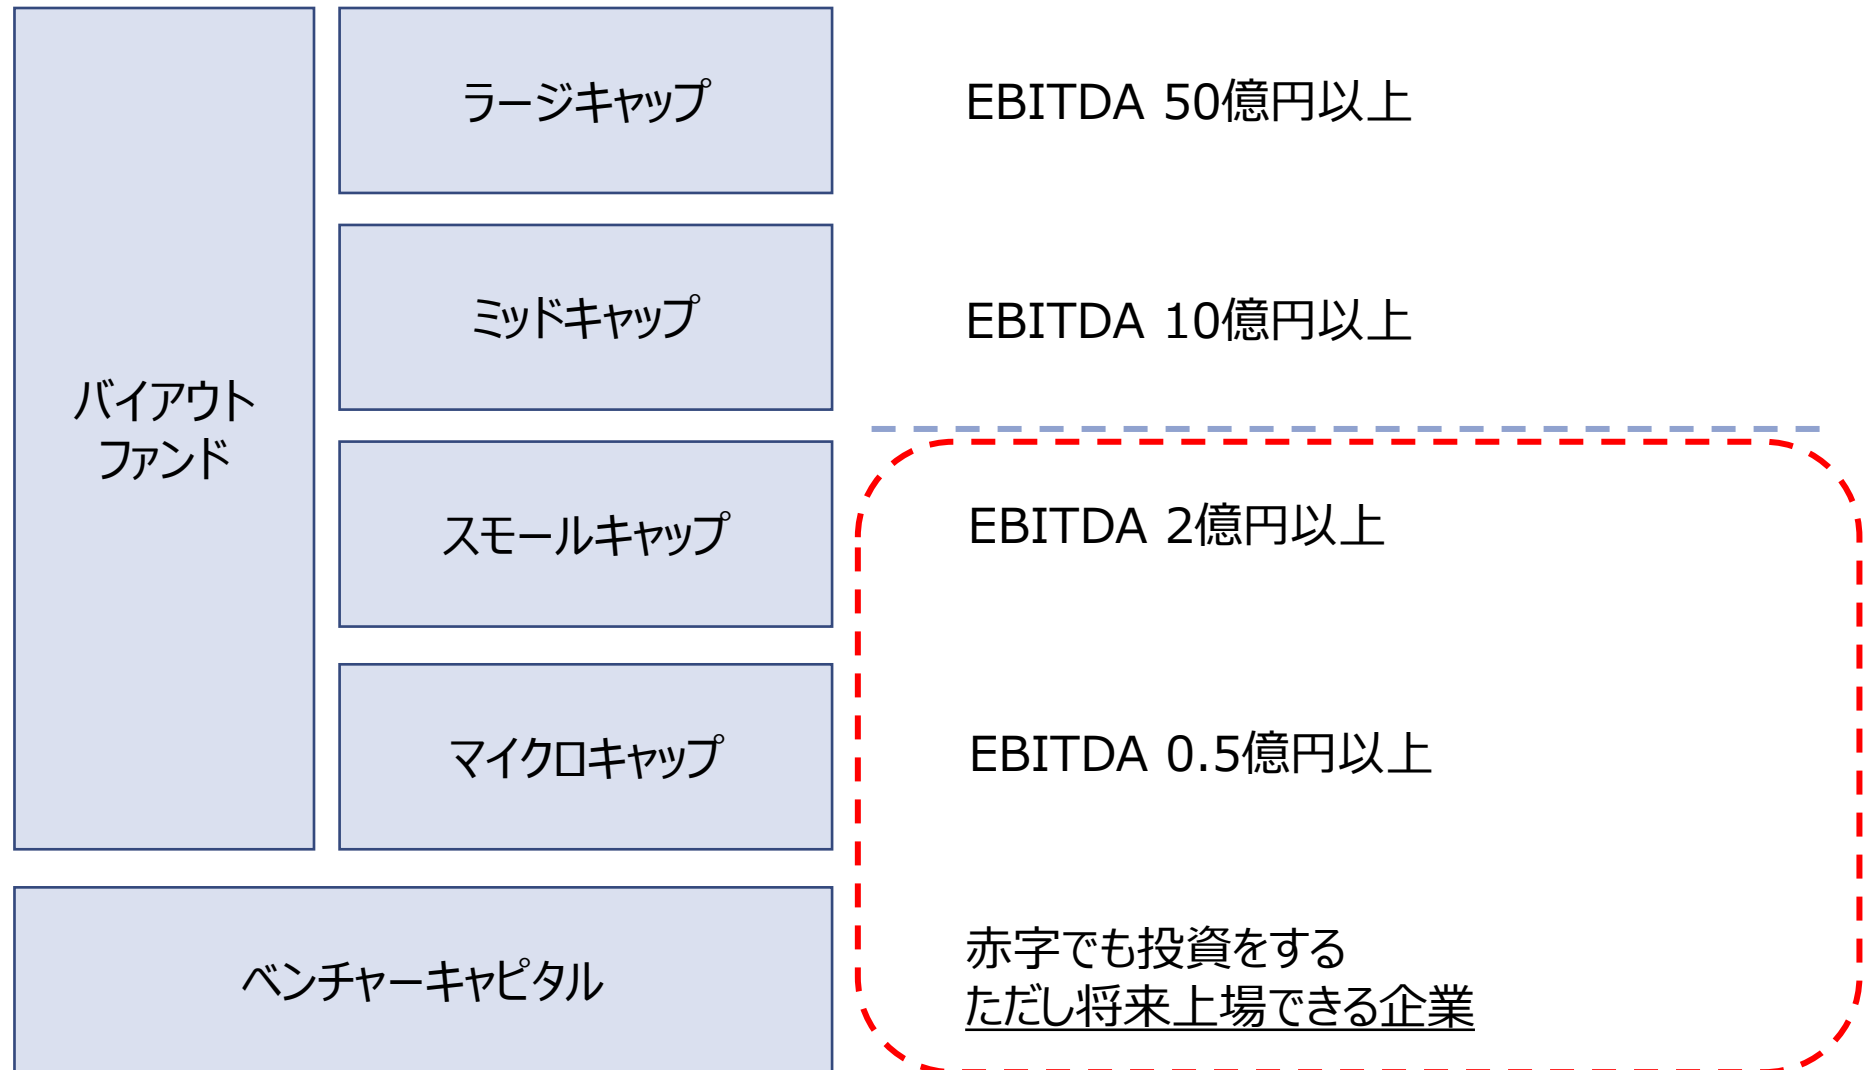 バイアウト
ファンド
ラージキャップ
EBITDA 50億円以上
ミッドキャップ
EBITDA 10億円以上
スモールキャップ
EBITDA 2億円以上
マイクロキャップ
EBITDA 0.5億円以上
ベンチャーキャピタル
赤字でも投資をする
ただし将来上場できる企業